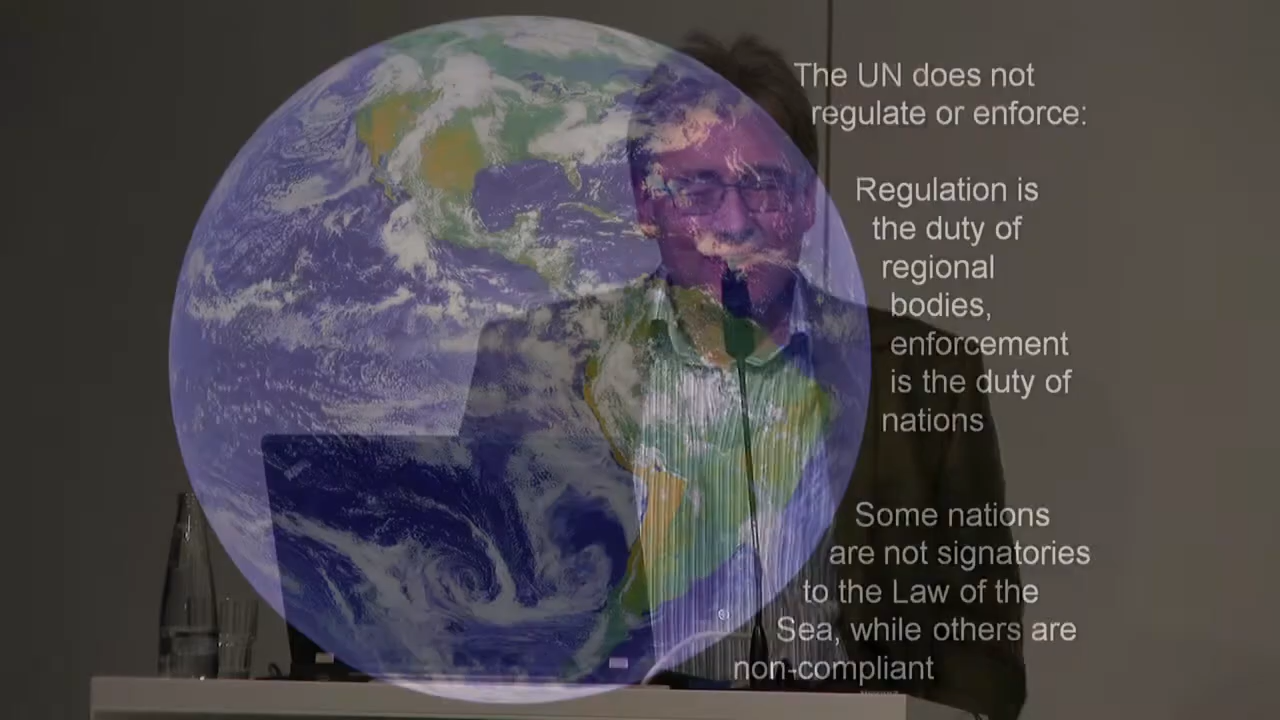 The UN does not
regulate or enforce:
Regulation is
the duty of
regional
bodies,
enforcement
is the duty of
nations
Some nations
are not signatories
to the Law of the
Sea, while others are
non-compliant